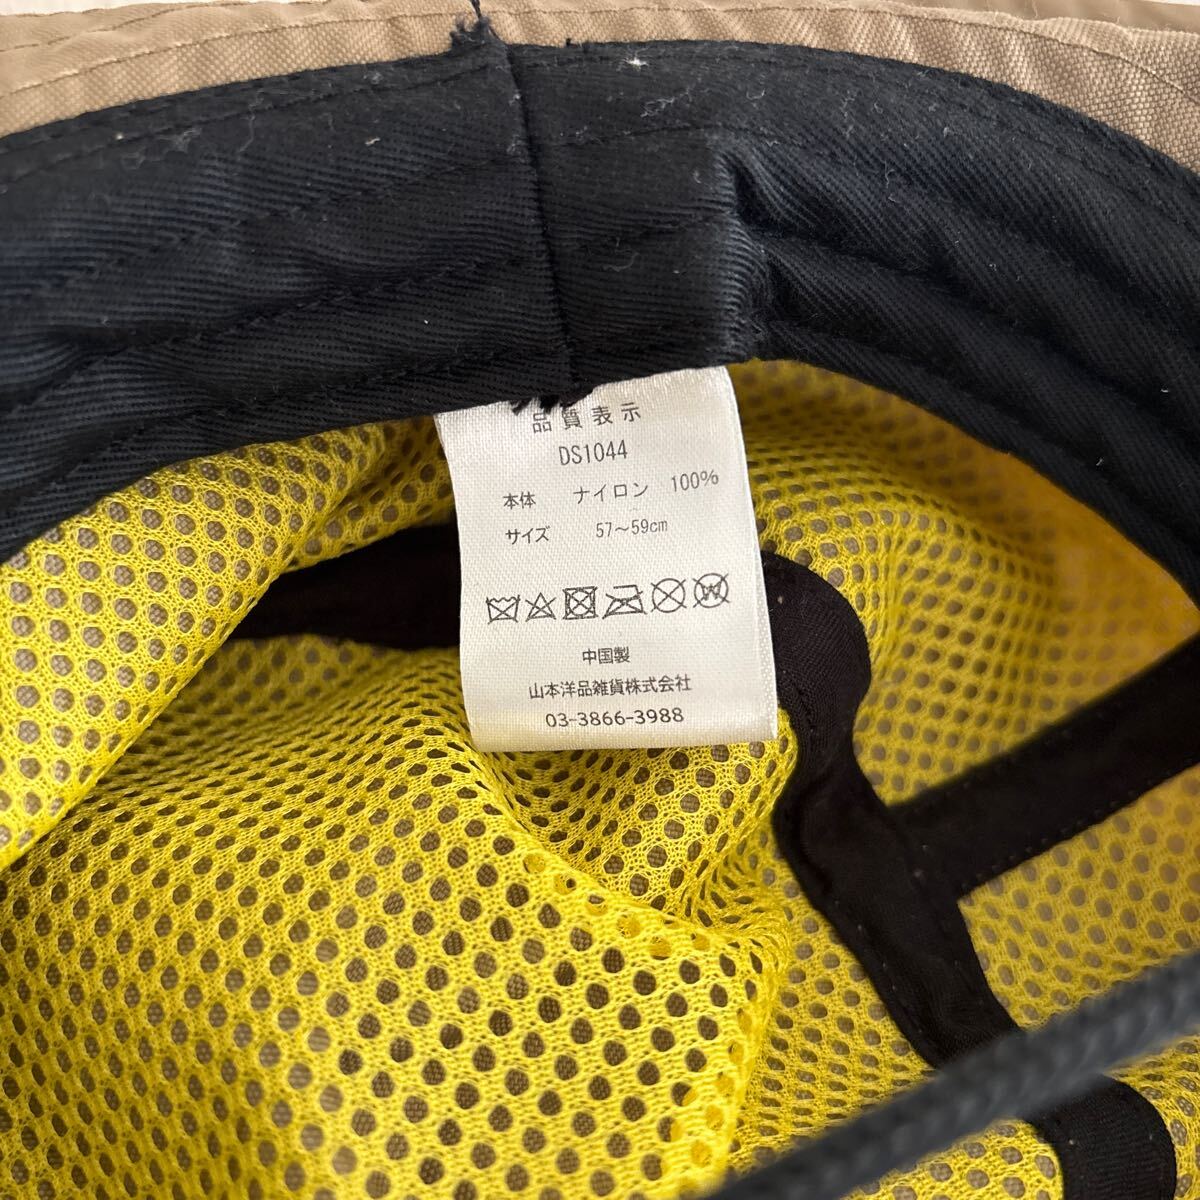 品質表示
DS1044
本体 ナイロン 100%
サイズ 57～59cm
中国製
山本洋品雑貨株式会社
03-3866-3988